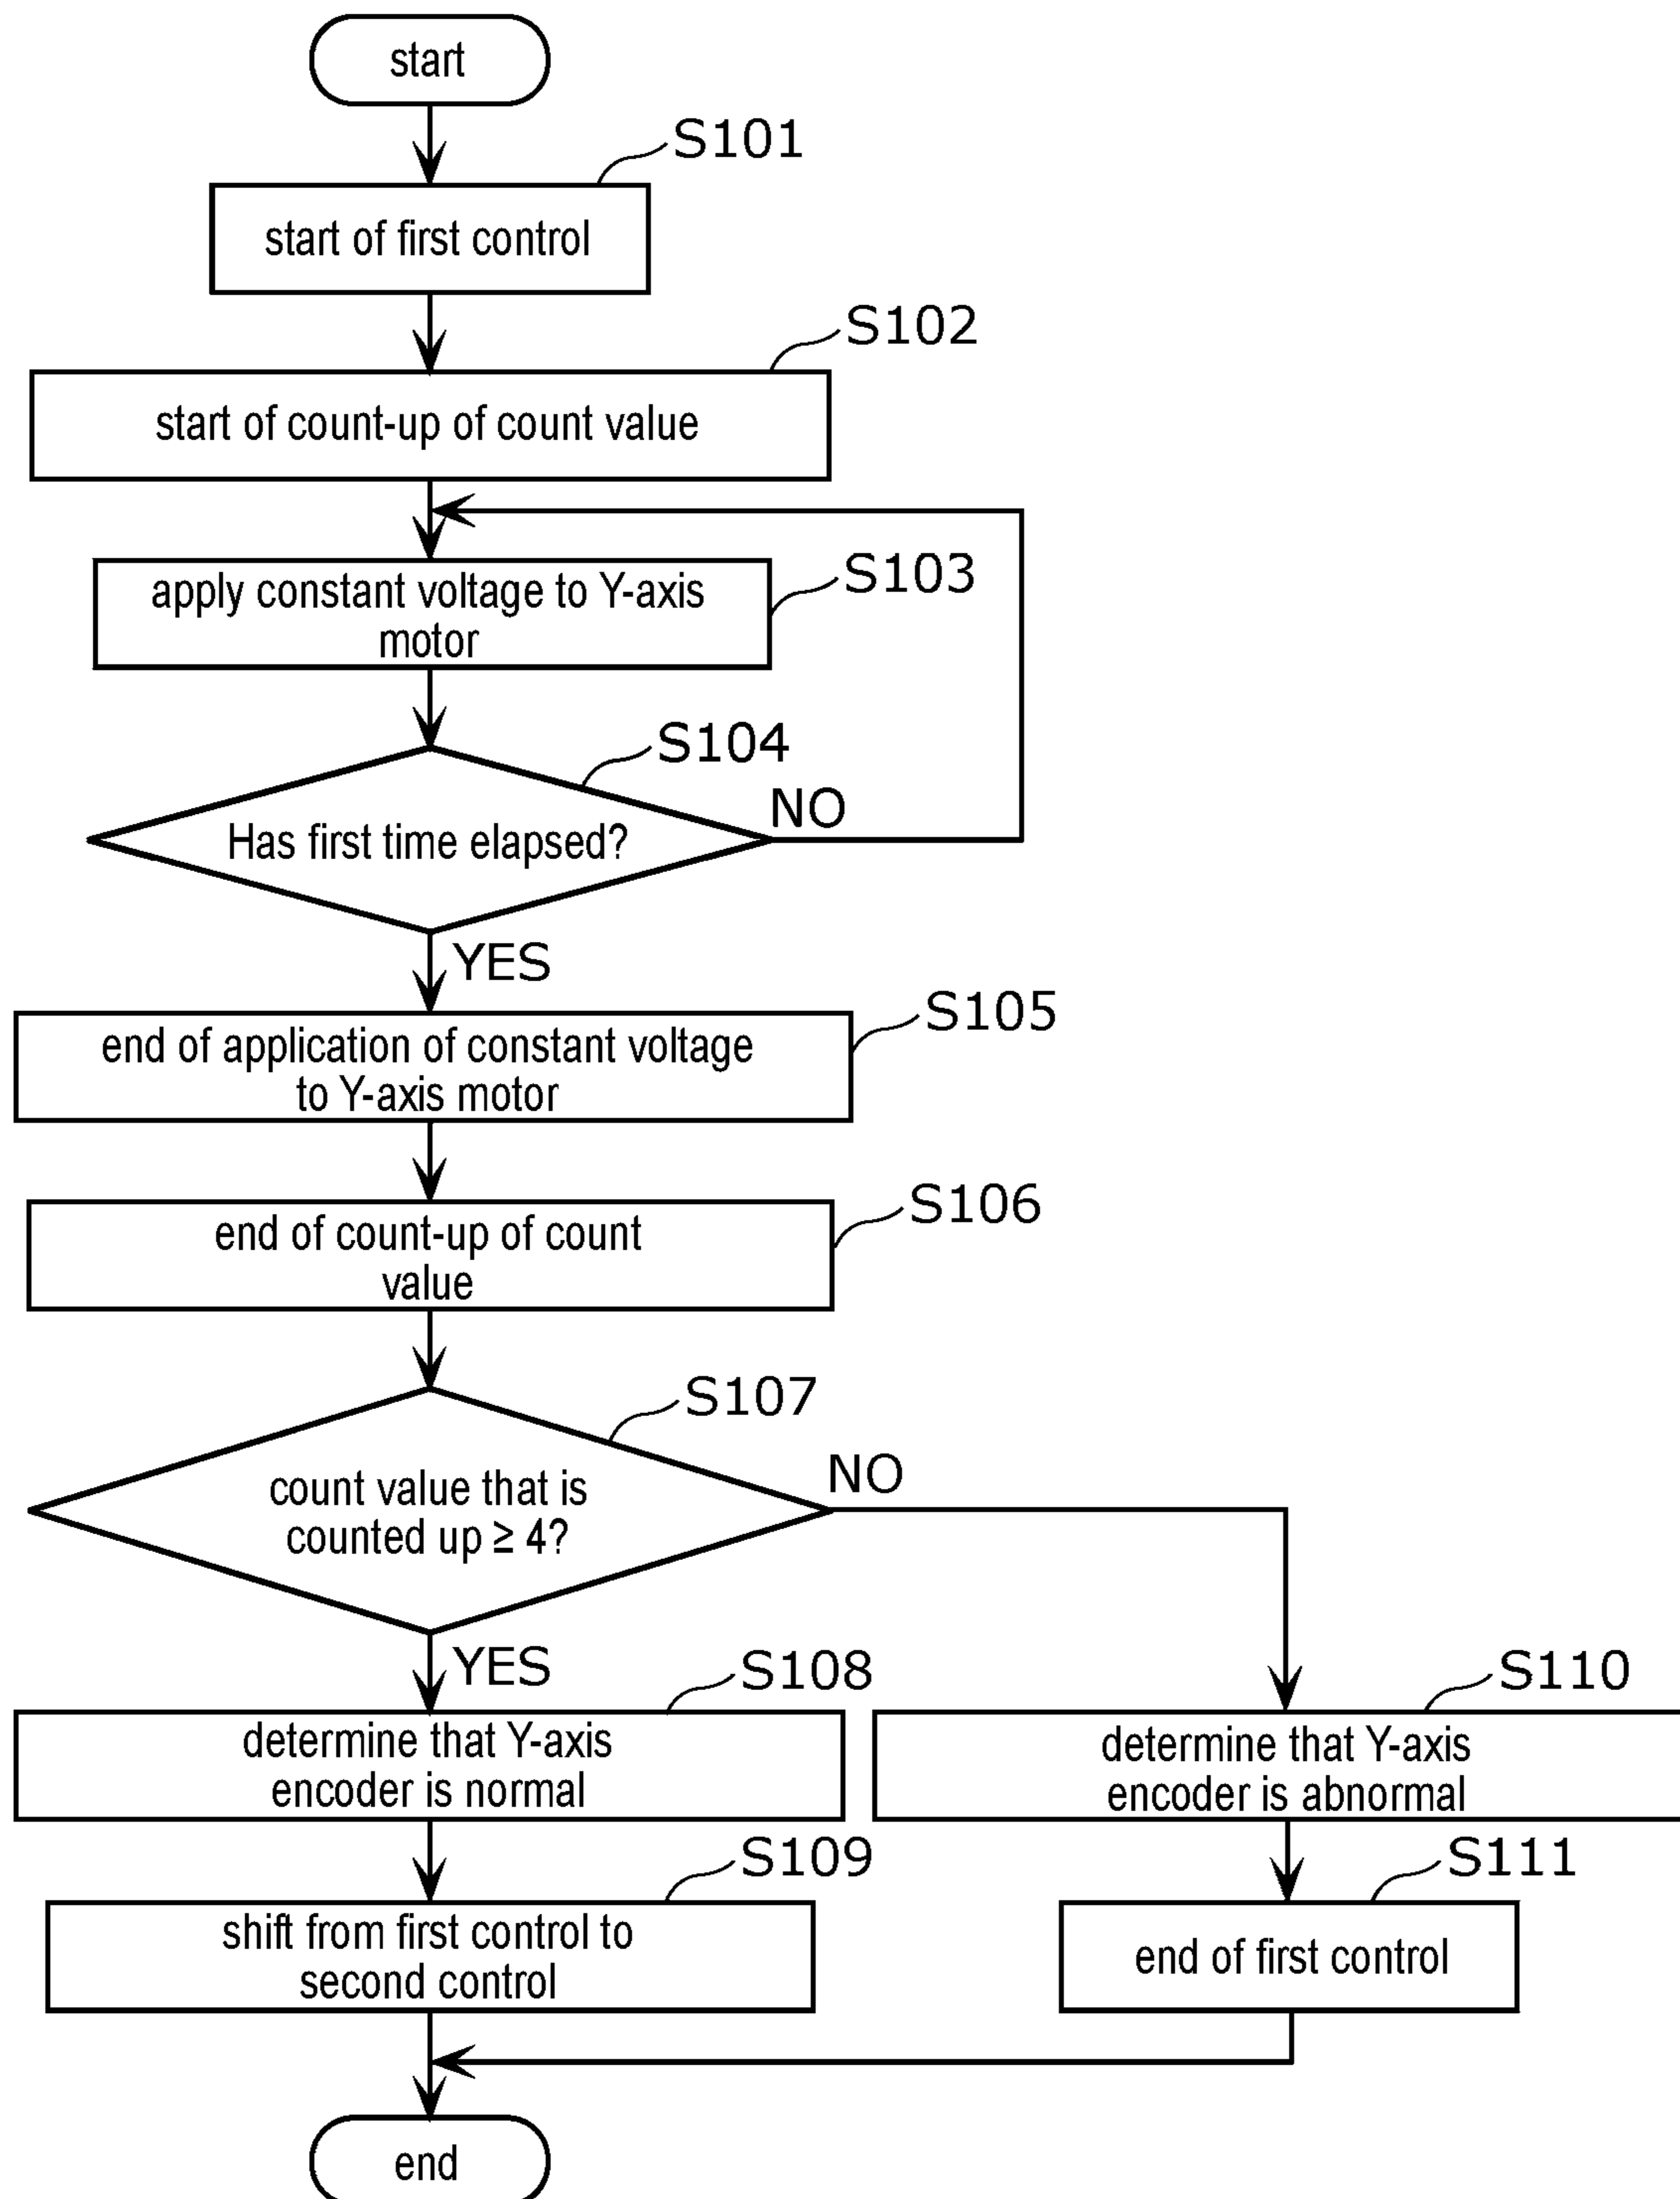 start
S101
start of first control
S102
start of count-up of count value
S103
apply constant voltage to Y-axis
motor
S104
NO
Has first time elapsed?
YES
S105
end of application of constant voltage
to Y-axis motor
S106
end of count-up of count
value
S107
NO
count value that is
counted up ≥ 4?
YES
S108
determine that Y-axis
encoder is normal
S110
determine that Y-axis
encoder is abnormal
S109
shift from first control to
second control
S111
end of first control
end